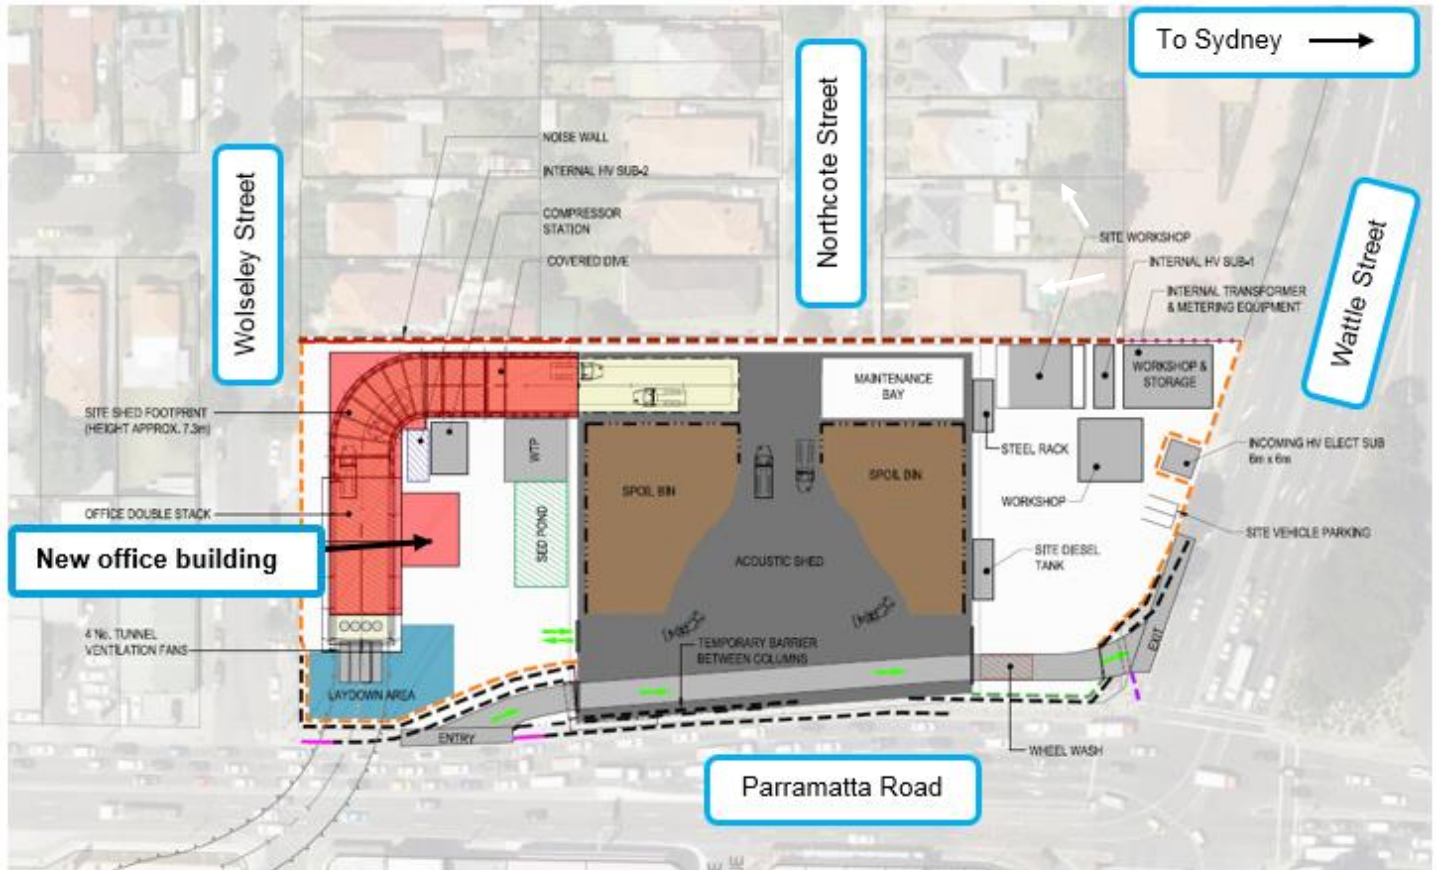 To Sydney
Wolseley Street
Northcote Street
Wattle Street
NOISE WALL
INTERNAL HV SUB-2
COMPRESSOR
STATION
COVERED DIVE
SITE WORKSHOP
INTERNAL HV SUB-1
INTERNAL TRANSFORMER
& METERING EQUIPMENT
WORKSHOP &
STORAGE
MAINTENANCE
BAY
SITE SHED FOOTPRINT
(HEIGHT APPROX. 7.3m)
STEEL RACK
INCOMING HV ELECT SUB
6m x 6m
WTP
SPOIL BIN
SPOIL BIN
WORKSHOP
OFFICE DOUBLE STACK
SITE VEHICLE PARKING
New office building
SED POND
ACOUSTIC SHED
SITE DIESEL
TANK
4 No. TUNNEL
VENTILATION FANS
TEMPORARY BARRIER
BETWEEN COLUMNS
EXIT
LAYDOWN AREA
ENTRY
WHEEL WASH
Parramatta Road